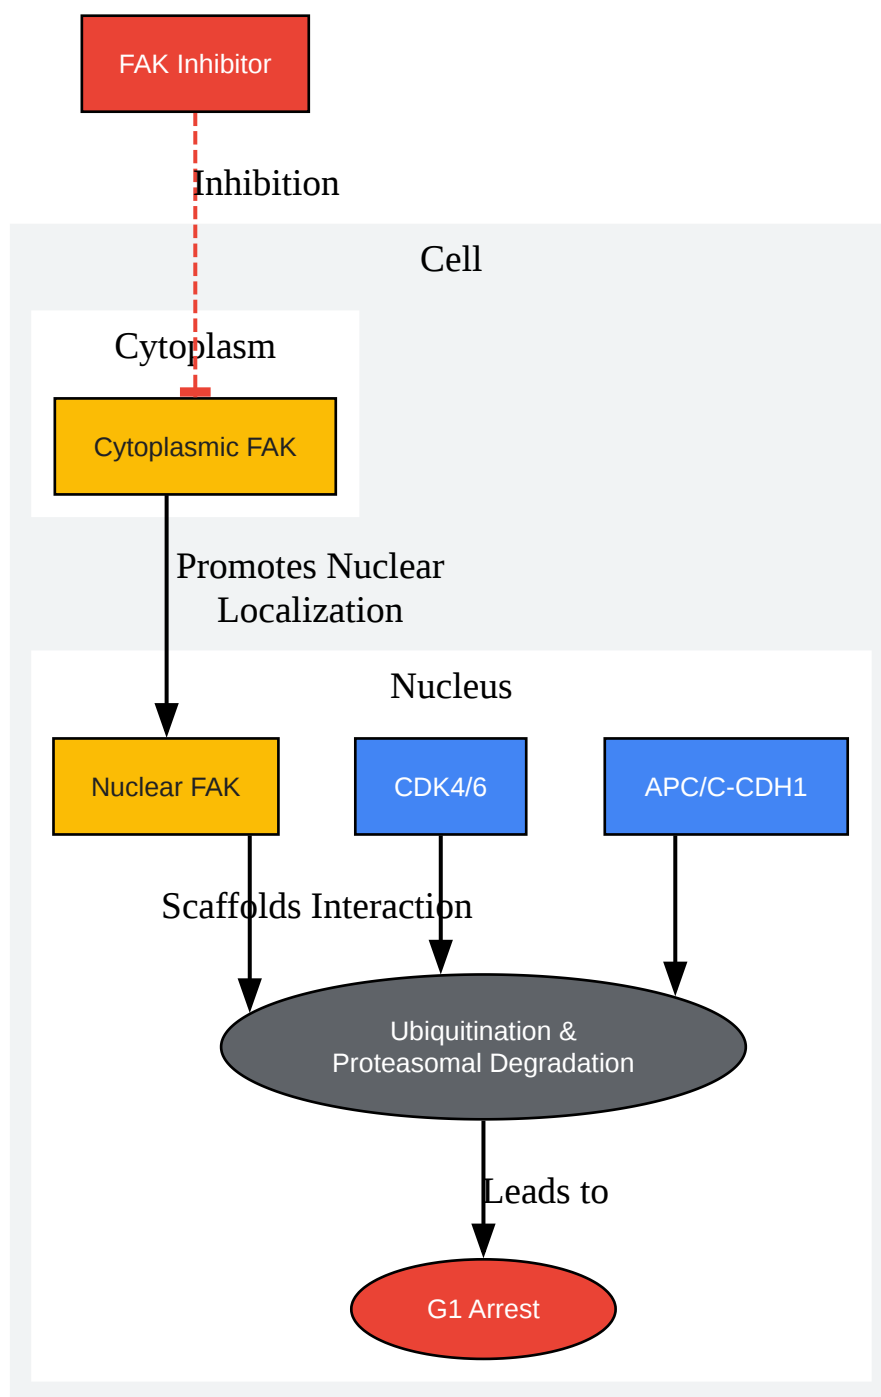 FAK Inhibitor
Inhibition
Cell
Cytoplasm
Cytoplasmic FAK
Promotes Nuclear
Localization
Nucleus
Nuclear FAK
CDK4/6
APC/C-CDH1
Scaffolds Interaction
Ubiquitination &
Proteasomal Degradation
Leads to
G1 Arrest